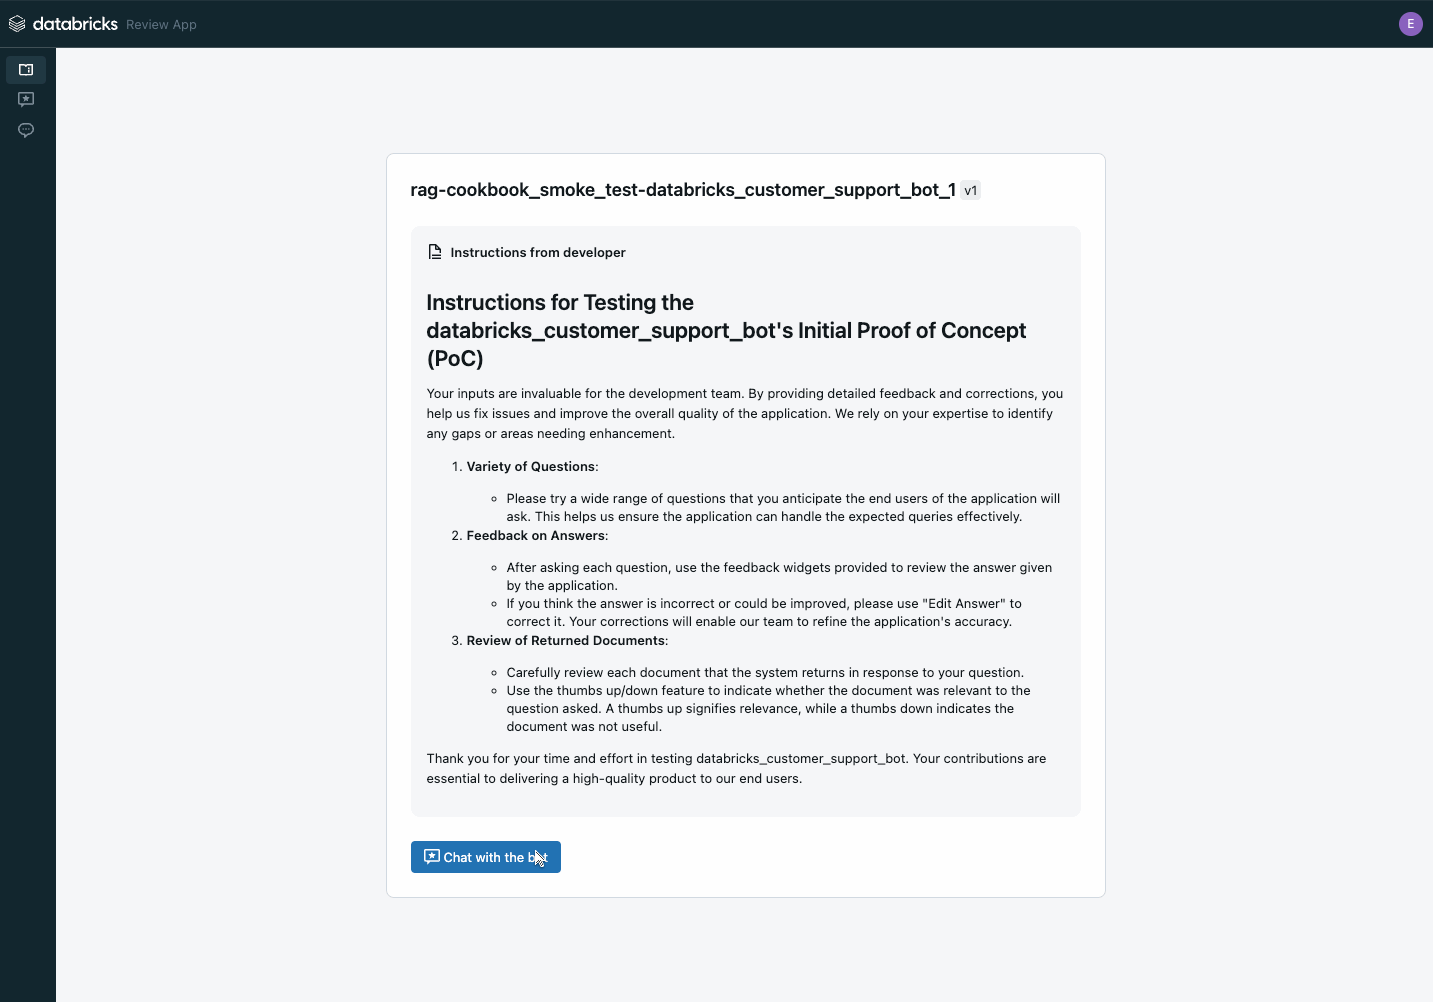 databricks Review App
E
rag-cookbook_smoke_test-databricks_customer_support_bot_1 v1
Instructions from developer
Instructions for Testing the
databricks_customer_support_bot's Initial Proof of Concept
(PoC)
Your inputs are invaluable for the development team. By providing detailed feedback and corrections, you
help us fix issues and improve the overall quality of the application. We rely on your expertise to identify
any gaps or areas needing enhancement.
1. Variety of Questions:
◦ Please try a wide range of questions that you anticipate the end users of the application will
ask. This helps us ensure the application can handle the expected queries effectively.
2. Feedback on Answers:
◦ After asking each question, use the feedback widgets provided to review the answer given
by the application.
◦ If you think the answer is incorrect or could be improved, please use "Edit Answer" to
correct it. Your corrections will enable our team to refine the application's accuracy.
3. Review of Returned Documents:
◦ Carefully review each document that the system returns in response to your question.
◦ Use the thumbs up/down feature to indicate whether the document was relevant to the
question asked. A thumbs up signifies relevance, while a thumbs down indicates the
document was not useful.
Thank you for your time and effort in testing databricks_customer_support_bot. Your contributions are
essential to delivering a high-quality product to our end users.
Chat with the bot